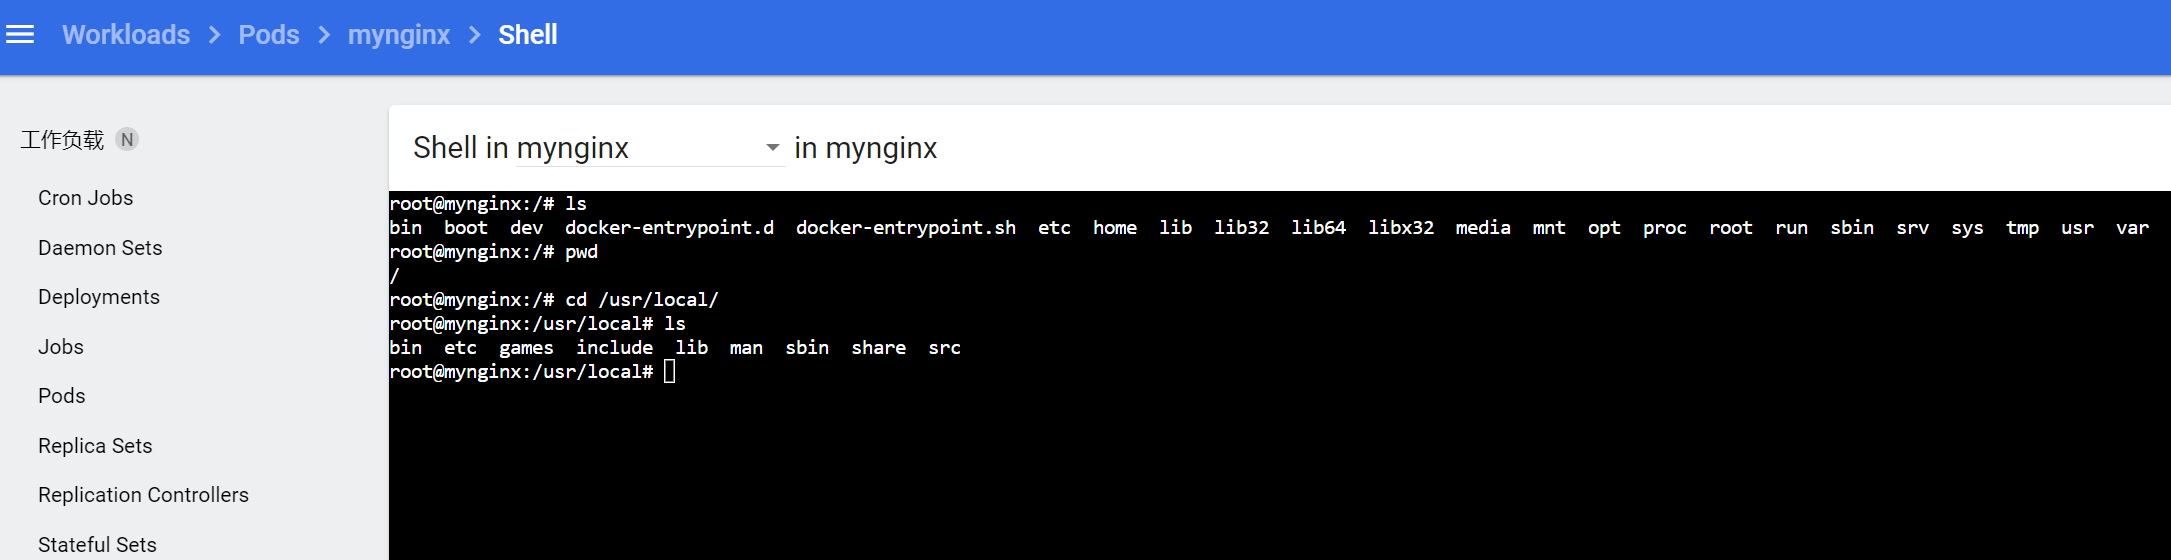 Workloads > Pods > mynginx > Shell
工作负载 N
Cron Jobs
Daemon Sets
Deployments
Jobs
Pods
Replica Sets
Replication Controllers
Stateful Sets
Shell in mynginx in mynginx
root@mynginx:/# ls
bin boot dev docker-entrypoint.d docker-entrypoint.sh etc home lib lib32 lib64 libx32 media mnt opt proc root run sbin srv sys tmp usr var
root@mynginx:/# pwd
/
root@mynginx:/# cd /usr/local/
root@mynginx:/usr/local# ls
bin etc games include lib man sbin share src
root@mynginx:/usr/local#